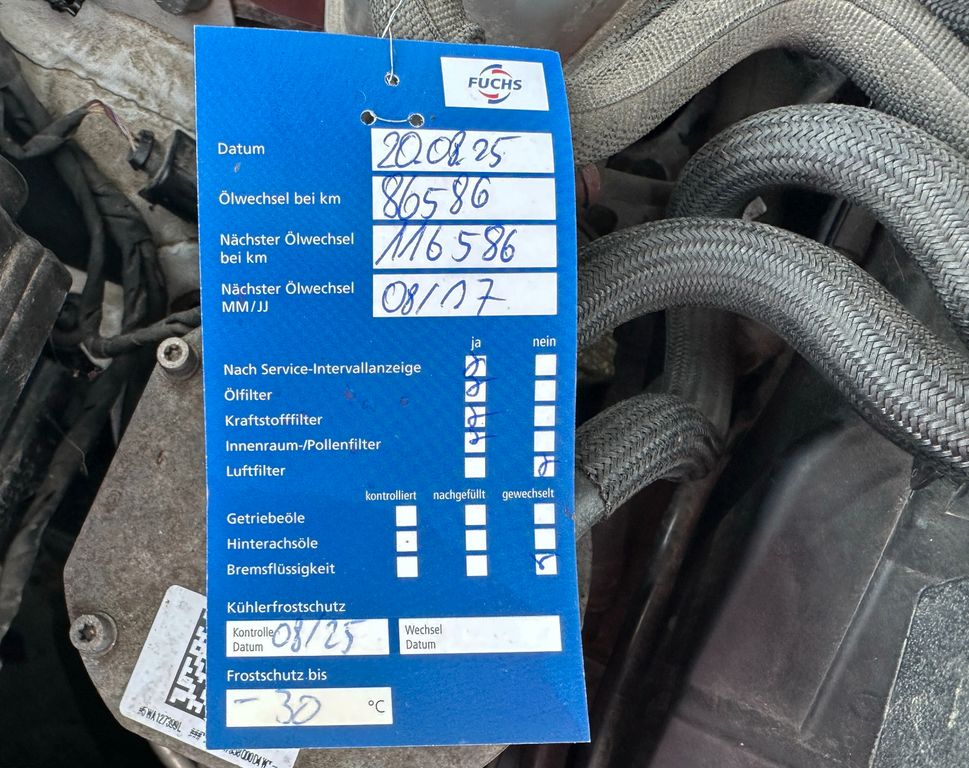 FUCHS
Datum 20.08.25
Ölwechsel bei km 86586
Nächster Ölwechsel
bei km 116586
Nächster Ölwechsel
MM/JJ 08/17
ja nein
Nach Service-Intervallanzeige
Ölfilter
Kraftstofffilter
Innenraum-/Pollenfilter
Luftfilter
kontrolliert nachgefüllt gewechselt
Getriebeöle
Hinterachsöle
Bremsflüssigkeit
Kühlerfrostschutz
Kontrolle
Datum 08/25
Wechsel
Datum
Frostschutz bis
-30 °C